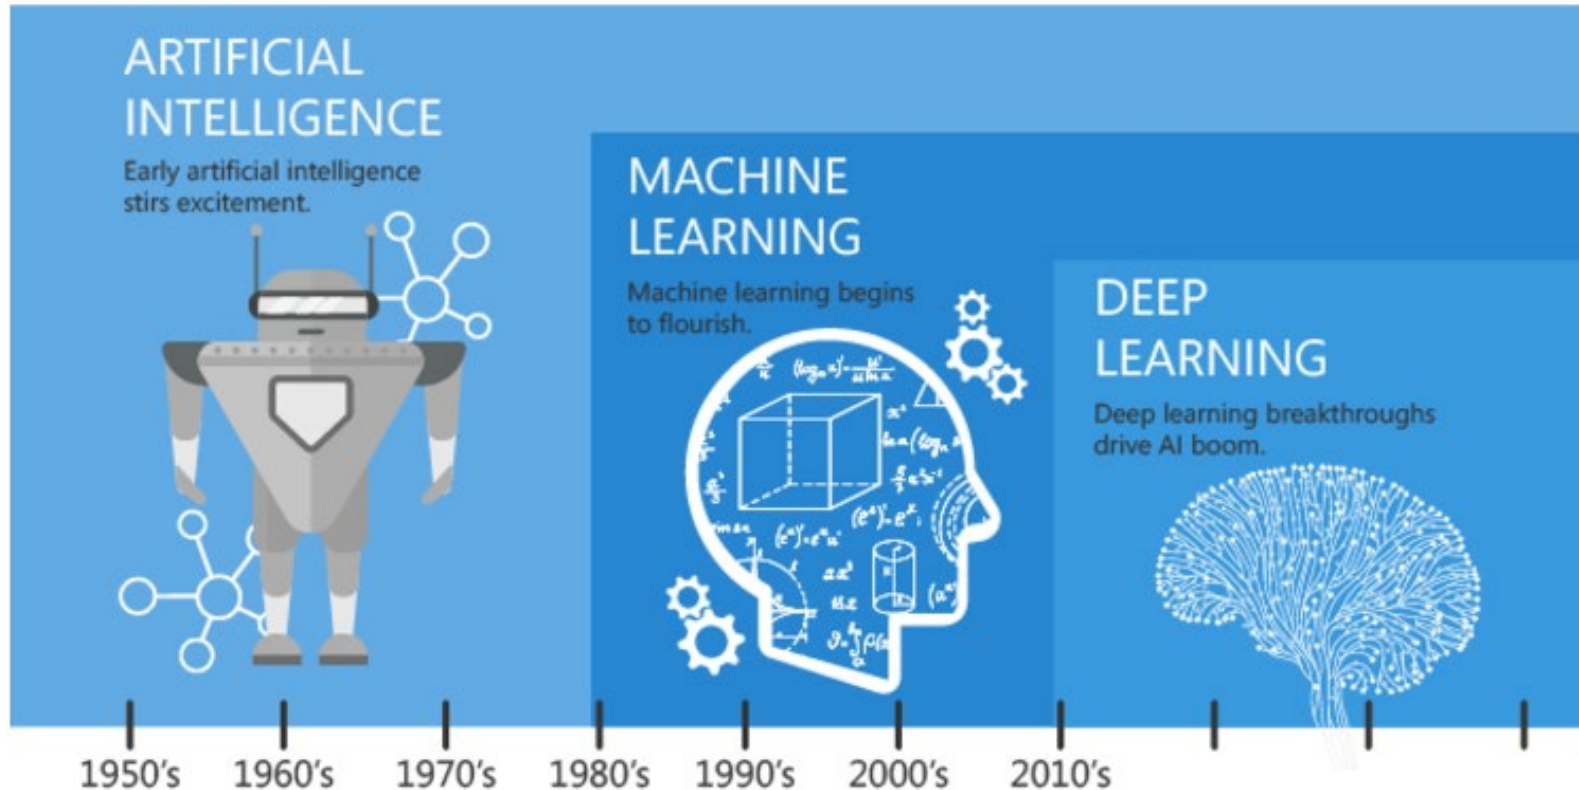 ARTIFICIAL
INTELLIGENCE
Early artificial intelligence
stirs excitement.
MACHINE
LEARNING
Machine learning begins
to flourish.
DEEP
LEARNING
Deep learning breakthroughs
drive AI boom.
1950's 1960's 1970's 1980's 1990's 2000's 2010's